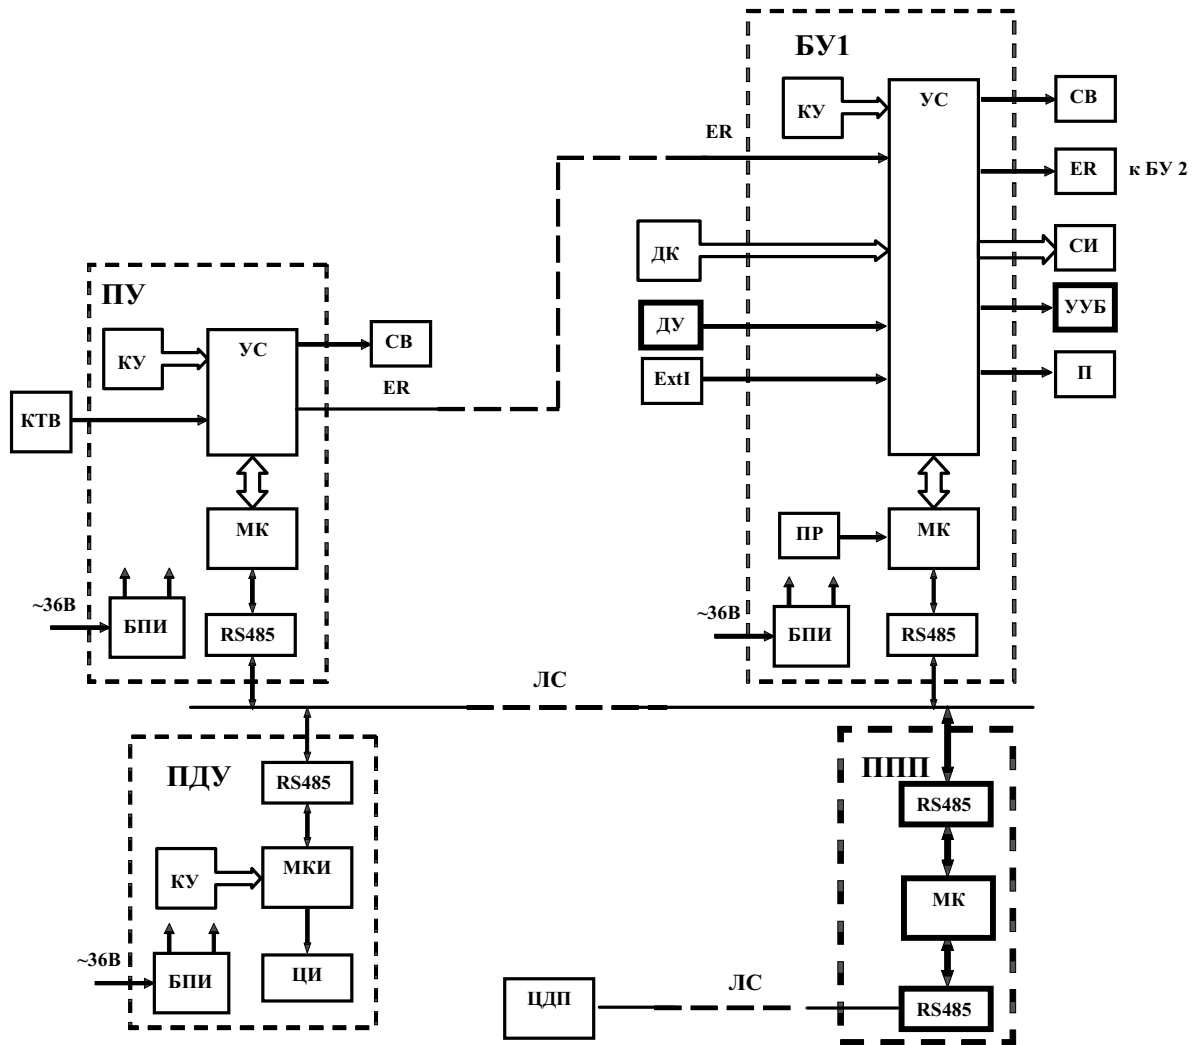 БУ1
КУ
УС
СВ
ER
ER
к БУ 2
ДК
СИ
ДУ
УУБ
ExtI
П
ПР
МК
~36В
БПИ
RS485
ПУ
КУ
УС
СВ
ER
КТВ
МК
~36В
БПИ
RS485
ЛС
ПДУ
RS485
КУ
МКИ
~36В
БПИ
ЦИ
ППП
RS485
МК
RS485
ЦДП
ЛС